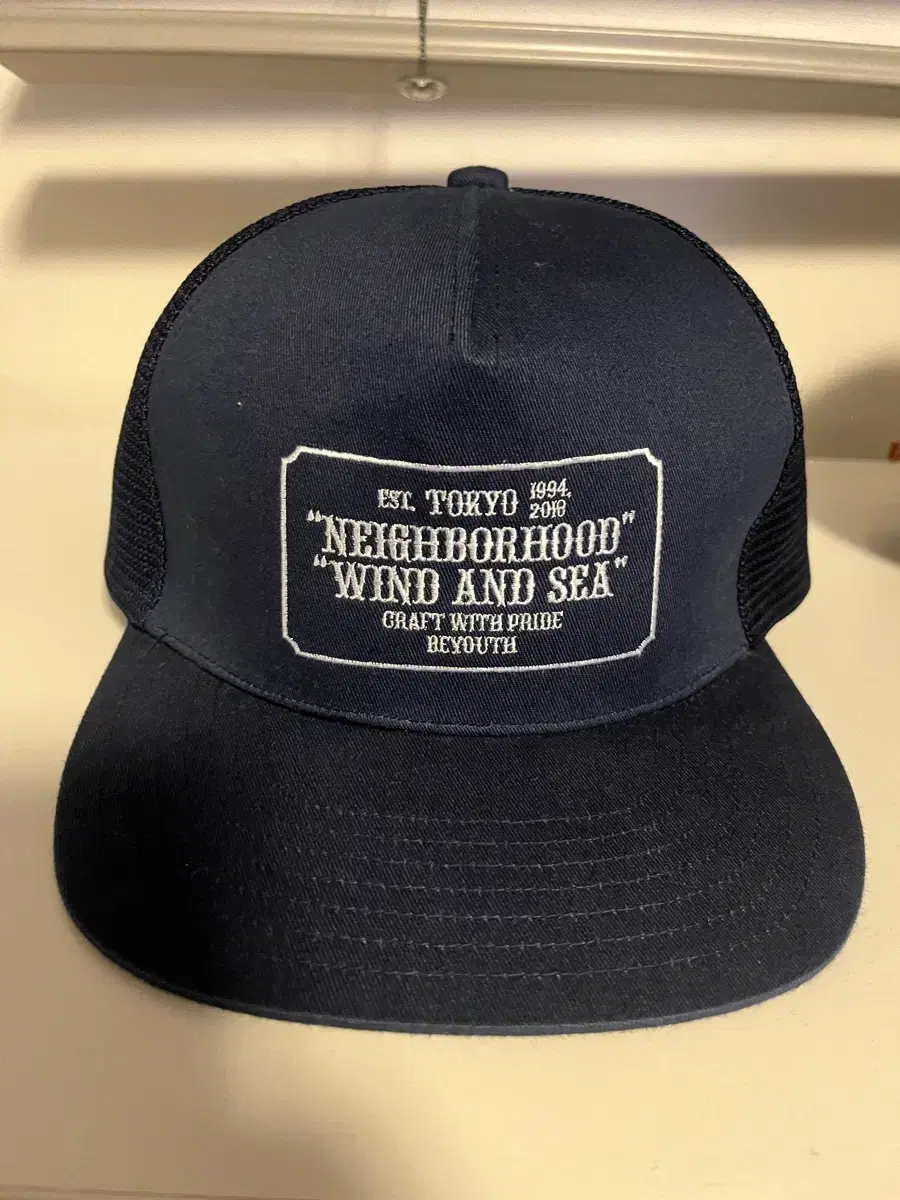 EST. TOKYO 1994. 2018
"NEIGHBORHOOD"
"WIND AND SEA"
CRAFT WITH PRIDE
BEYOUTH